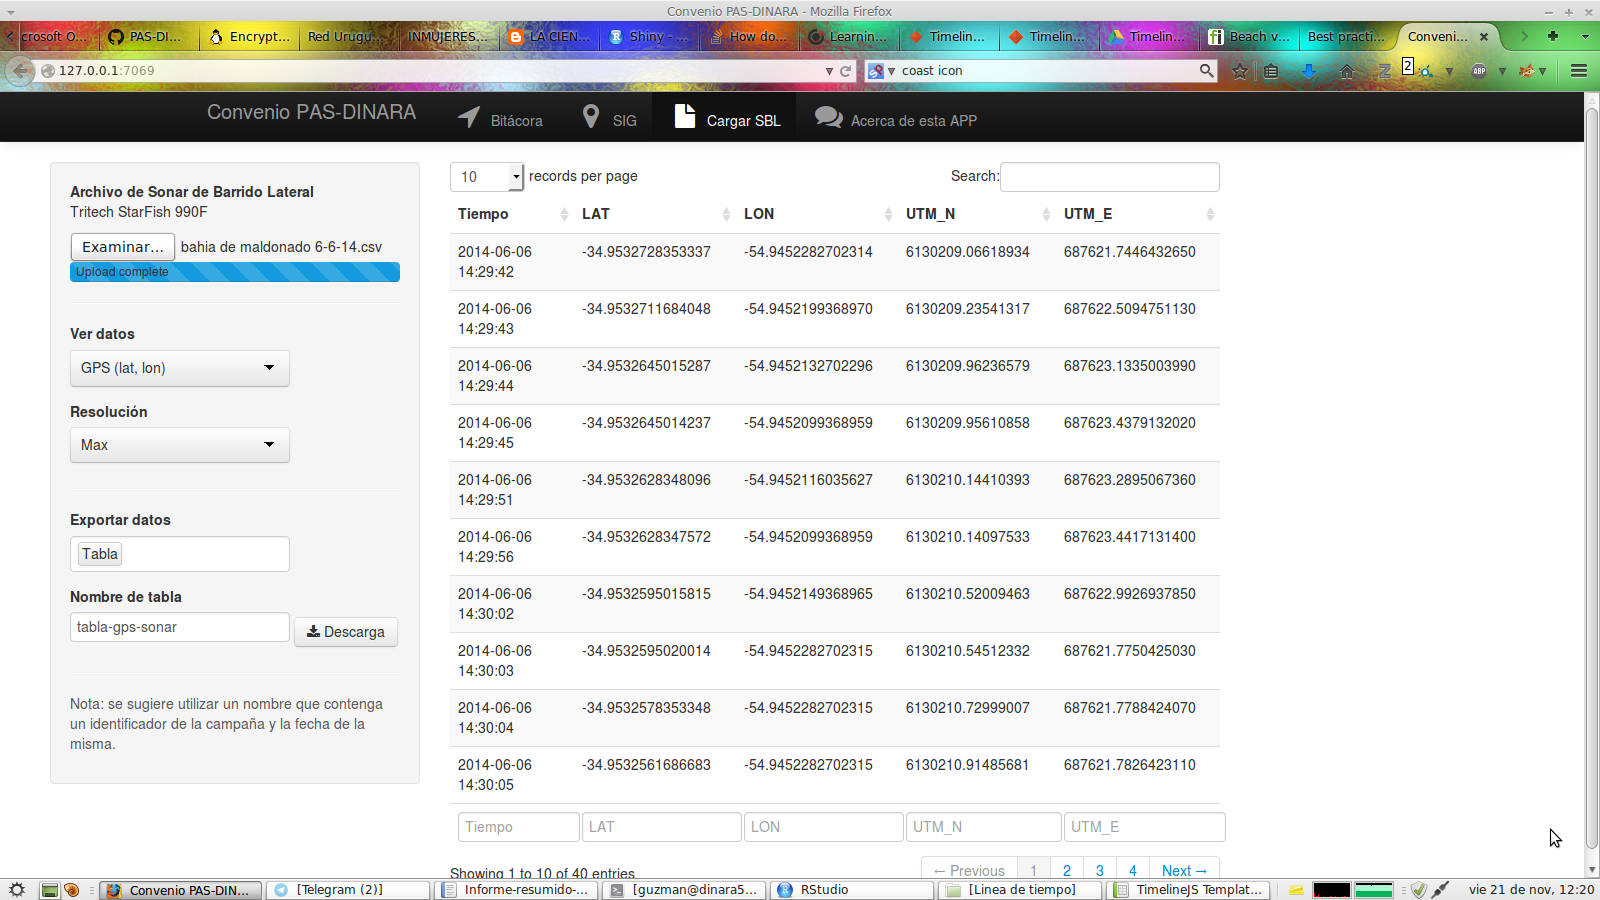 Convenio PAS-DINARA - Mozilla Firefox
crosoft O...
PAS-DI...
Encrypt...
Red Urugu...
INMUJERES...
LA CIEN...
Shiny - ...
How do...
Learnin...
Timelin...
Timelin...
Timelin...
Beach v...
Best practi...
Conveni...
127.0.0.1:7069
coast icon
2
ABP
Convenio PAS-DINARA
Bitácora
SIG
Cargar SBL
Acerca de esta APP
Archivo de Sonar de Barrido Lateral
Tritech StarFish 990F
Examinar... bahia de maldonado 6-6-14.csv
Upload complete
Ver datos
GPS (lat, lon)
Resolución
Max
Exportar datos
Tabla
Nombre de tabla
tabla-gps-sonar
Descarga
Nota: se sugiere utilizar un nombre que contenga
un identificador de la campaña y la fecha de la
misma.
10 records per page
Search:
Tiempo LAT LON UTM_N UTM_E
2014-06-06 -34.9532728353337 -54.9452282702314 6130209.06618934 687621.7446432650
14:29:42
2014-06-06 -34.9532711684048 -54.9452199368970 6130209.23541317 687622.5094751130
14:29:43
2014-06-06 -34.9532645015287 -54.9452132702296 6130209.96236579 687623.1335003990
14:29:44
2014-06-06 -34.9532645014237 -54.9452099368959 6130209.95610858 687623.4379132020
14:29:45
2014-06-06 -34.9532628348096 -54.9452116035627 6130210.14410393 687623.2895067360
14:29:51
2014-06-06 -34.9532628347572 -54.9452099368959 6130210.14097533 687623.4417131400
14:29:56
2014-06-06 -34.9532595015815 -54.9452149368965 6130210.52009463 687622.9926937850
14:30:02
2014-06-06 -34.9532595020014 -54.9452282702315 6130210.54512332 687621.7750425030
14:30:03
2014-06-06 -34.9532578353348 -54.9452282702315 6130210.72999007 687621.7788424070
14:30:04
2014-06-06 -34.9532561686683 -54.9452282702315 6130210.91485681 687621.7826423110
14:30:05
Tiempo LAT LON UTM_N UTM_E
Showing 1 to 10 of 40 entries
← Previous 1 2 3 4 Next →
Convenio PAS-DIN...
[Telegram (2)]
Informe-resumido-...
[guzman@dinara5...
RStudio
[Linea de tiempo]
TimelineJS Templat...
vie 21 de nov, 12:20